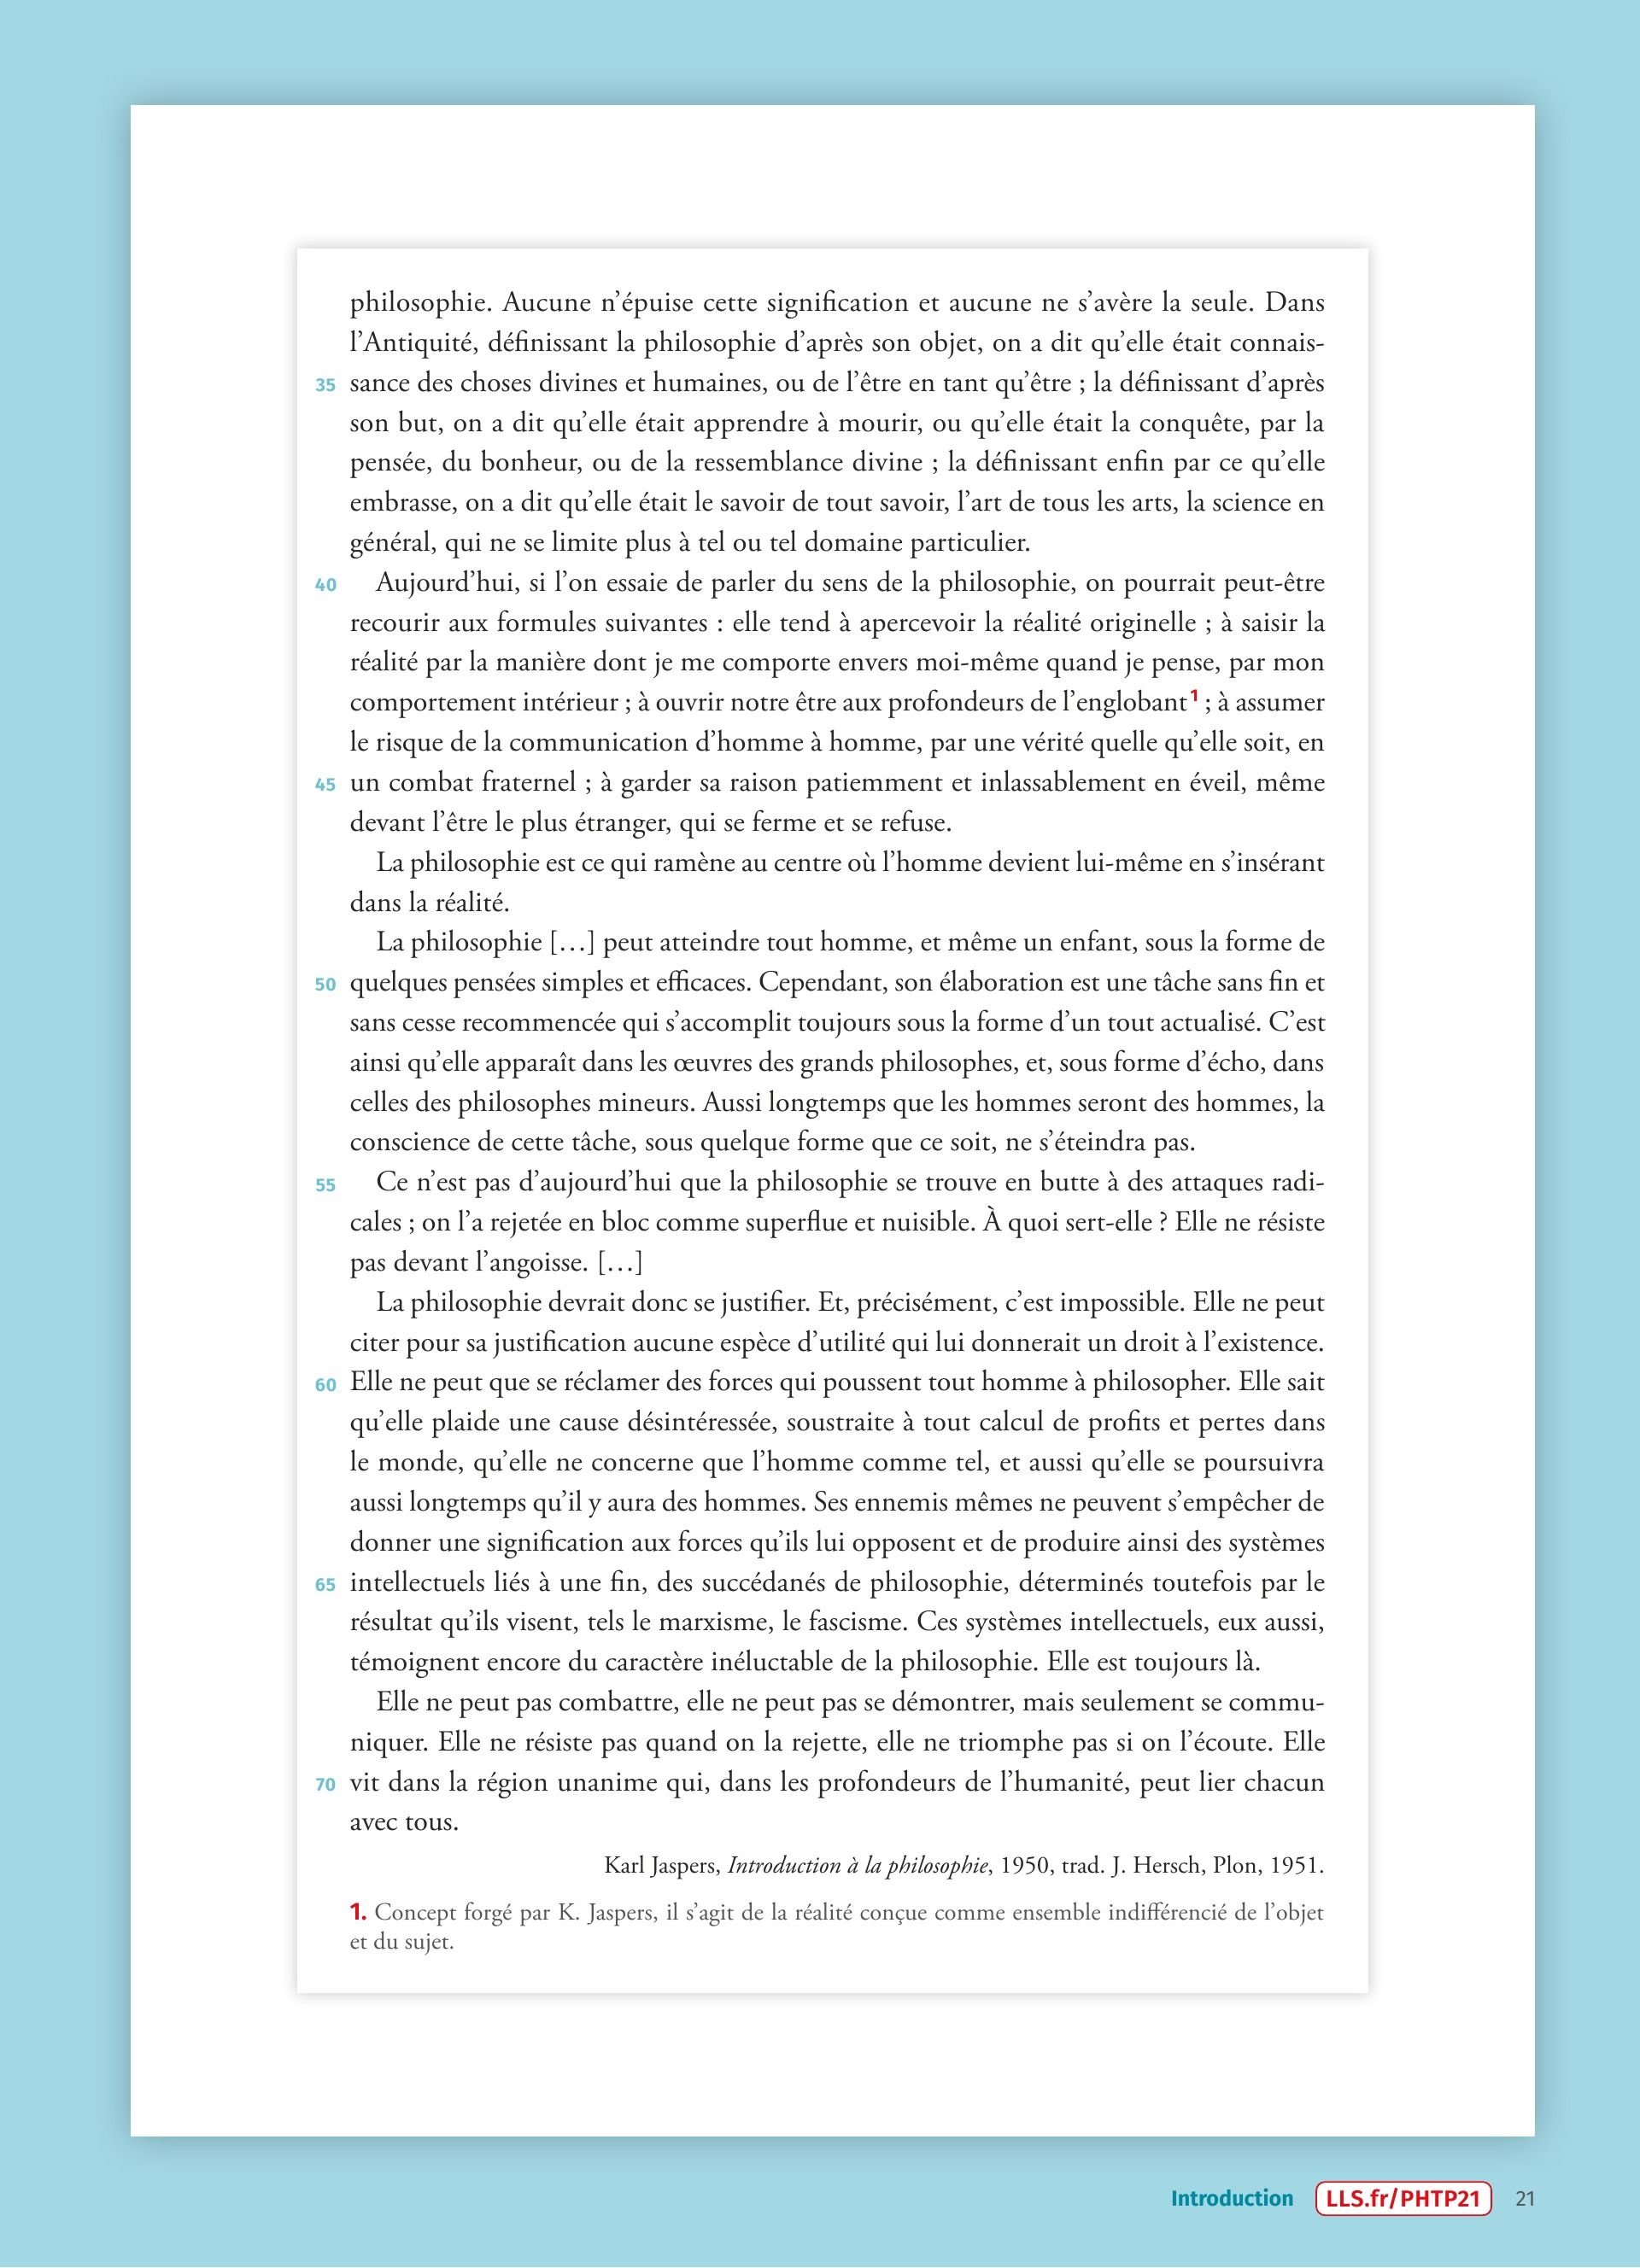 philosophie. Aucune n'épuise cette signification et aucune ne s'avère la seule. Dans
l'Antiquité, définissant la philosophie d'après son objet, on a dit qu'elle était connais-
35 sance des choses divines et humaines, ou de l'être en tant qu'être ; la définissant d'après
son but, on a dit qu'elle était apprendre à mourir, ou qu'elle était la conquête, par la
pensée, du bonheur, ou de la ressemblance divine ; la définissant enfin par ce qu'elle
embrasse, on a dit qu'elle était le savoir de tout savoir, l'art de tous les arts, la science en
général, qui ne se limite plus à tel ou tel domaine particulier.
40 Aujourd'hui, si l'on essaie de parler du sens de la philosophie, on pourrait peut-être
recourir aux formules suivantes : elle tend à apercevoir la réalité originelle ; à saisir la
réalité par la manière dont je me comporte envers moi-même quand je pense, par mon
comportement intérieur ; à ouvrir notre être aux profondeurs de l'englobant1 ; à assumer
le risque de la communication d'homme à homme, par une vérité quelle qu'elle soit, en
45 un combat fraternel ; à garder sa raison patiemment et inlassablement en éveil, même
devant l'être le plus étranger, qui se ferme et se refuse.
La philosophie est ce qui ramène au centre où l'homme devient lui-même en s'insérant
dans la réalité.
La philosophie […] peut atteindre tout homme, et même un enfant, sous la forme de
50 quelques pensées simples et efficaces. Cependant, son élaboration est une tâche sans fin et
sans cesse recommencée qui s'accomplit toujours sous la forme d'un tout actualisé. C'est
ainsi qu'elle apparaît dans les œuvres des grands philosophes, et, sous forme d'écho, dans
celles des philosophes mineurs. Aussi longtemps que les hommes seront des hommes, la
conscience de cette tâche, sous quelque forme que ce soit, ne s'éteindra pas.
55 Ce n'est pas d'aujourd'hui que la philosophie se trouve en butte à des attaques radi-
cales ; on l'a rejetée en bloc comme superflue et nuisible. À quoi sert-elle ? Elle ne résiste
pas devant l'angoisse. […]
La philosophie devrait donc se justifier. Et, précisément, c'est impossible. Elle ne peut
citer pour sa justification aucune espèce d'utilité qui lui donnerait un droit à l'existence.
60 Elle ne peut que se réclamer des forces qui poussent tout homme à philosopher. Elle sait
qu'elle plaide une cause désintéressée, soustraite à tout calcul de profits et pertes dans
le monde, qu'elle ne concerne que l'homme comme tel, et aussi qu'elle se poursuivra
aussi longtemps qu'il y aura des hommes. Ses ennemis mêmes ne peuvent s'empêcher de
donner une signification aux forces qu'ils lui opposent et de produire ainsi des systèmes
65 intellectuels liés à une fin, des succédanés de philosophie, déterminés toutefois par le
résultat qu'ils visent, tels le marxisme, le fascisme. Ces systèmes intellectuels, eux aussi,
témoignent encore du caractère inéluctable de la philosophie. Elle est toujours là.
Elle ne peut pas combattre, elle ne peut pas se démontrer, mais seulement se commu-
niquer. Elle ne résiste pas quand on la rejette, elle ne triomphe pas si on l'écoute. Elle
70 vit dans la région unanime qui, dans les profondeurs de l'humanité, peut lier chacun
avec tous.
Karl Jaspers, Introduction à la philosophie, 1950, trad. J. Hersch, Plon, 1951.
1. Concept forgé par K. Jaspers, il s'agit de la réalité conçue comme ensemble indifférencié de l'objet
et du sujet.
Introduction LLS.fr/PHTP21 21